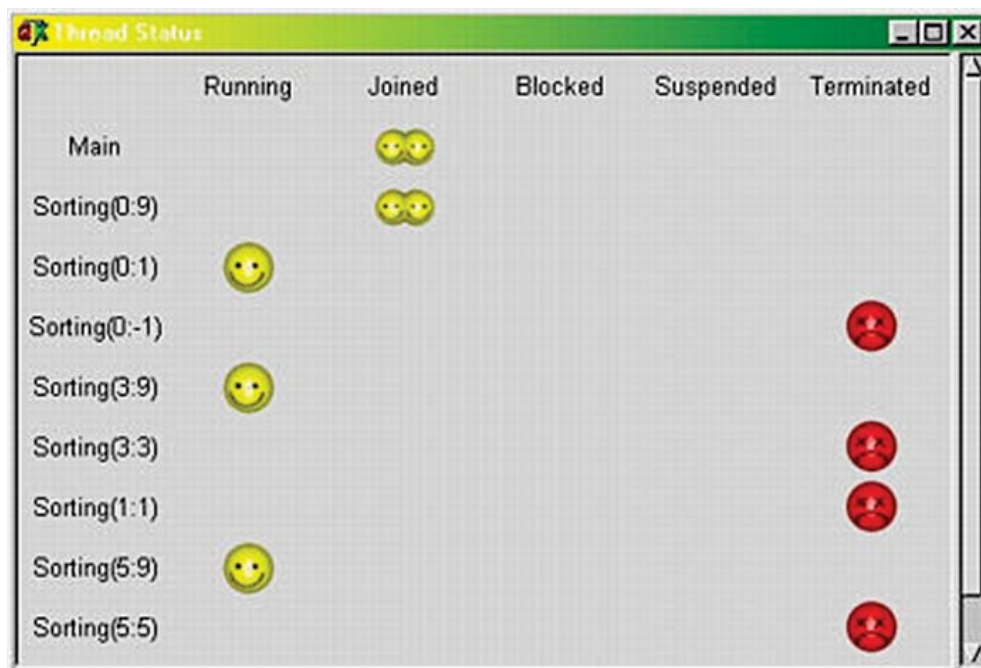 Thread Status
Running Joined Blocked Suspended Terminated
Main
Sorting(0:9)
Sorting(0:1)
Sorting(0:-1)
Sorting(3:9)
Sorting(3:3)
Sorting(1:1)
Sorting(5:9)
Sorting(5:5)